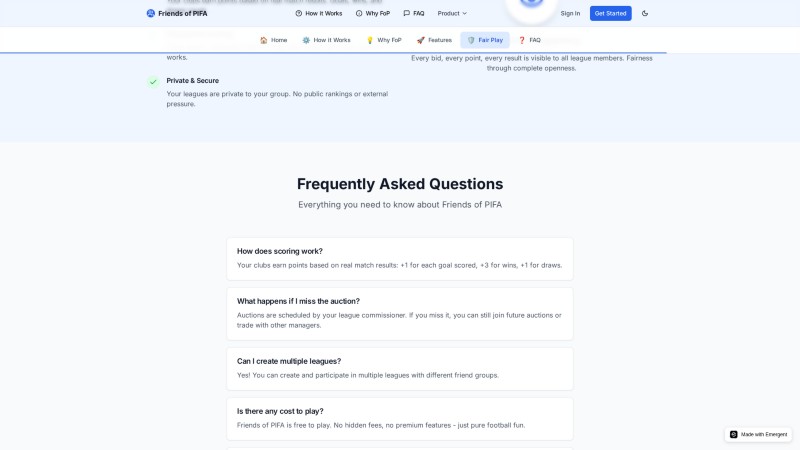 Friends of PIFA
How It Works
Why FoP
FAQ
Product
Sign In
Get Started
Home
How It Works
Why FoP
Features
Fair Play
FAQ
works.
Private & Secure
Your leagues are private to your group. No public rankings or external
pressure.
Every bid, every point, every result is visible to all league members. Fairness
through complete openness.
Frequently Asked Questions
Everything you need to know about Friends of PIFA
How does scoring work?
Your clubs earn points based on real match results: +1 for each goal scored, +3 for wins, +1 for draws.
What happens if I miss the auction?
Auctions are scheduled by your league commissioner. If you miss it, you can still join future auctions or
trade with other managers.
Can I create multiple leagues?
Yes! You can create and participate in multiple leagues with different friend groups.
Is there any cost to play?
Friends of PIFA is free to play. No hidden fees, no premium features - just pure football fun.
Made with Emergent